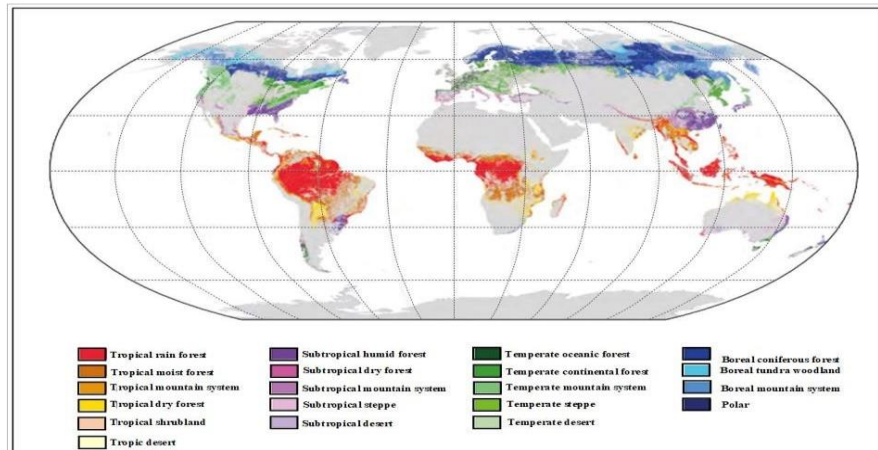 Tropical rain forest
Tropical moist forest
Tropical mountain system
Tropical dry forest
Tropical shrubland
Tropic desert
Subtropical humid forest
Subtropical dry forest
Subtropical mountain system
Subtropical steppe
Subtropical desert
Temperate oceanic forest
Temperate continental forest
Temperate mountain system
Temperate steppe
Temperate desert
Boreal coniferous forest
Boreal tundra woodland
Boreal mountain system
Polar